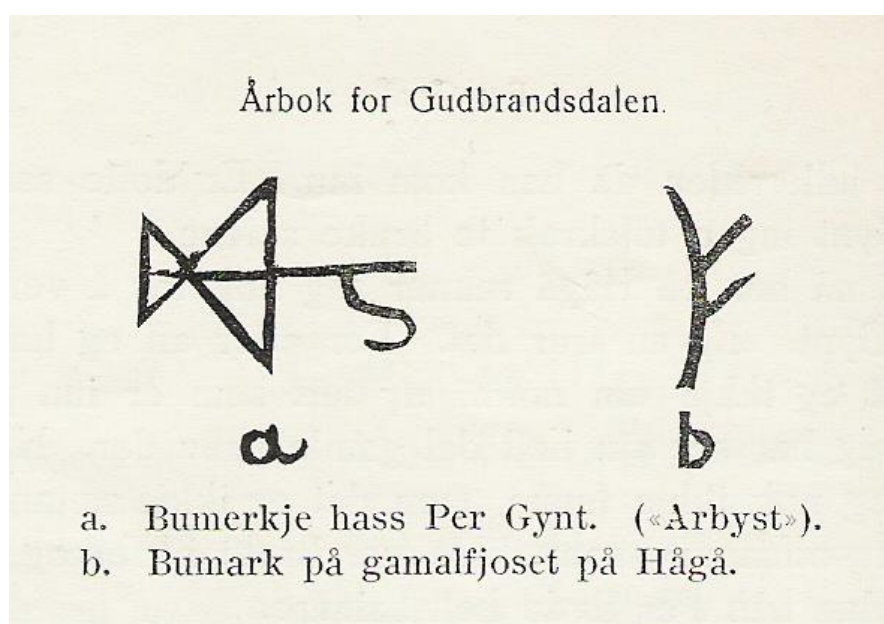 Årbok for Gudbrandsdalen.
a
b
a. Bumerkje hass Per Gynt. («Arbyst»).
b. Bumark på gamalfjoset på Hågå.